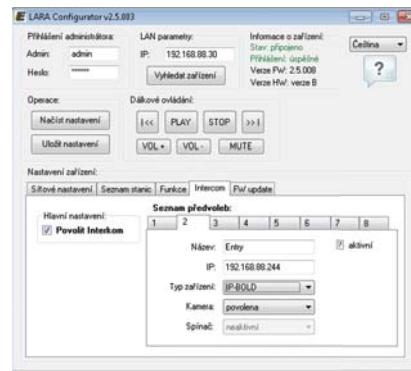 LARA Configurator v2.5.003
Přihlášení administrátora:
Admin: admin
Heslo: ******
LAN parametry:
IP: 192.168.88.30
Vyhledat zařízení
Informace o zařízení:
Stav: připojeno
Přihlášení: úspěšné
Verze FW: 2.5.008
Verze HW: verze B
Čeština
?
Operace:
Načíst nastavení
Uložit nastavení
Dálkové ovládání:
|<< PLAY STOP >>|
VOL + VOL - MUTE
Nastavení zařízení:
Síťové nastavení Seznam stanic Funkce Intercom FW update
Hlavní nastavení:
Povolit Interkom
Seznam předvoleb:
1 2 3 4 5 6 7 8
Název: Entry
aktivní
IP: 192.168.88.244
Typ zařízení: IP-BOLD
Kamera: povolena
Spínač: neaktivní